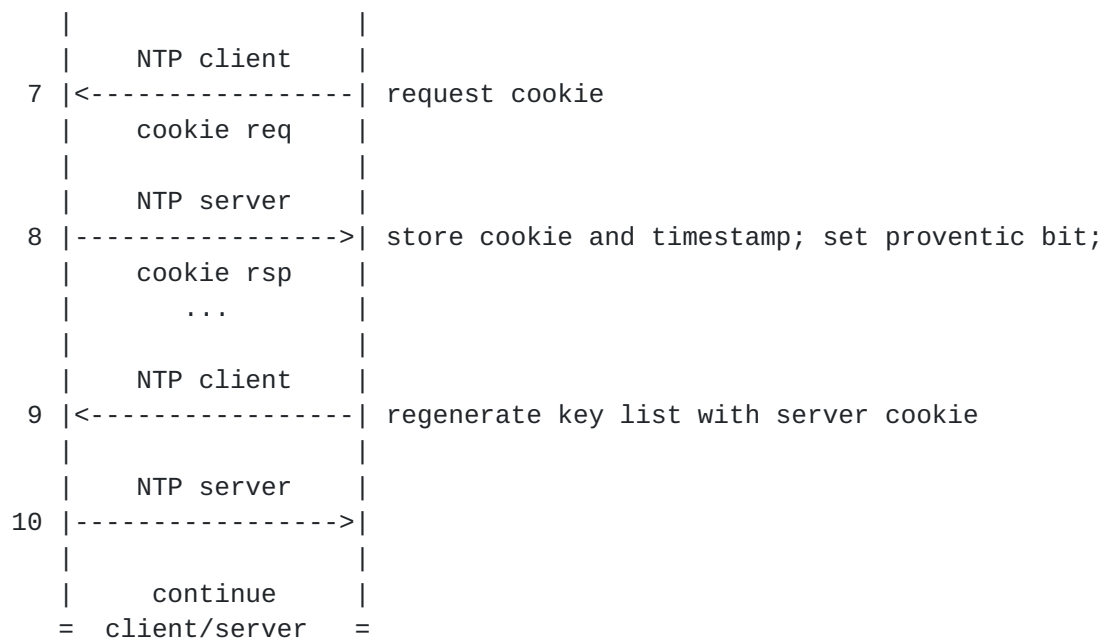 |                  |
   |    NTP client    |
 7 |<-----------------| request cookie
   |    cookie req    |
   |                  |
   |    NTP server    |
 8 |----------------->| store cookie and timestamp; set proventic bit;
   |    cookie rsp    |
   |       ...        |
   |                  |
   |    NTP client    |
 9 |<-----------------| regenerate key list with server cookie
   |                  |
   |    NTP server    |
10 |----------------->|
   |                  |
   |     continue     |
   =  client/server   =